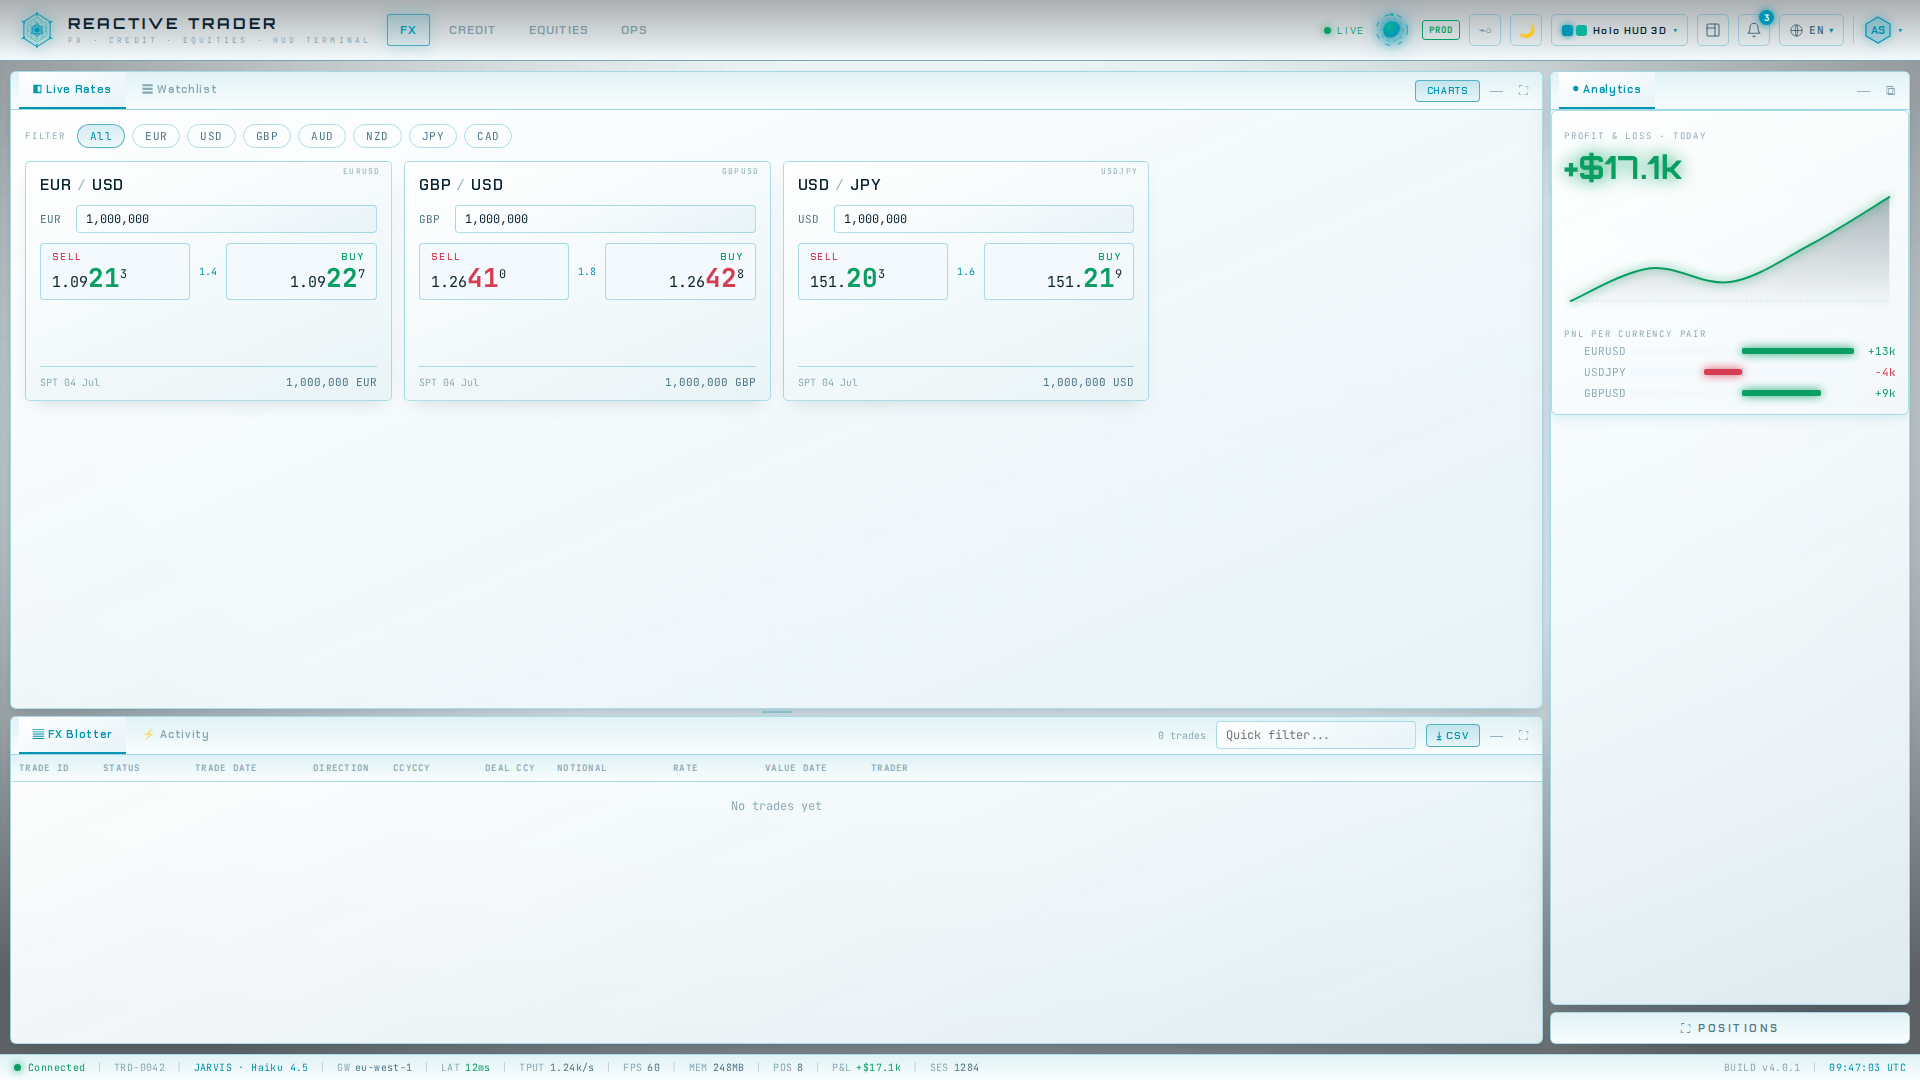 REACTIVE TRADER
FX · CREDIT · EQUITIES · HUD TERMINAL
FX CREDIT EQUITIES OPS
LIVE PROD Holo HUD 3D 3 EN AS
Live Rates Watchlist CHARTS
FILTER All EUR USD GBP AUD NZD JPY CAD
EUR / USD EURUSD
EUR 1,000,000
SELL BUY
1.09213 1.4 1.09227
SPT 04 Jul 1,000,000 EUR
GBP / USD GBPUSD
GBP 1,000,000
SELL BUY
1.26410 1.8 1.26428
SPT 04 Jul 1,000,000 GBP
USD / JPY USDJPY
USD 1,000,000
SELL BUY
151.203 1.6 151.219
SPT 04 Jul 1,000,000 USD
Analytics
PROFIT & LOSS · TODAY
+$17.1k
PNL PER CURRENCY PAIR
EURUSD +13k
USDJPY -4k
GBPUSD +9k
POSITIONS
FX Blotter Activity 0 trades Quick filter... CSV
TRADE ID STATUS TRADE DATE DIRECTION CCYCCY DEAL CCY NOTIONAL RATE VALUE DATE TRADER
No trades yet
Connected TRD-0042 JARVIS · Haiku 4.5 GW eu-west-1 LAT 12ms TPUT 1.24k/s FPS 60 MEM 248MB POS 8 P&L +$17.1k SES 1284 BUILD v4.0.1 09:47:03 UTC